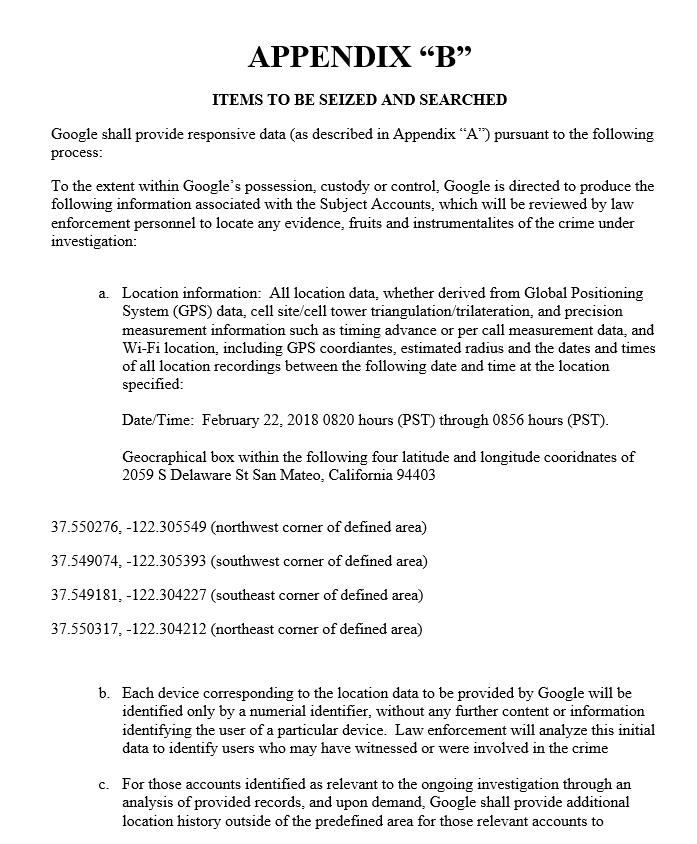 APPENDIX “B”
ITEMS TO BE SEIZED AND SEARCHED
Google shall provide responsive data (as described in Appendix “A”) pursuant to the following
process:
To the extent within Google’s possession, custody or control, Google is directed to produce the
following information associated with the Subject Accounts, which will be reviewed by law
enforcement personnel to locate any evidence, fruits and instrumentalites of the crime under
investigation:
a. Location information: All location data, whether derived from Global Positioning
System (GPS) data, cell site/cell tower triangulation/trilateration, and precision
measurement information such as timing advance or per call measurement data, and
Wi-Fi location, including GPS coordiantes, estimated radius and the dates and times
of all location recordings between the following date and time at the location
specified:
Date/Time: February 22, 2018 0820 hours (PST) through 0856 hours (PST).
Geocraphical box within the following four latitude and longitude cooridnates of
2059 S Delaware St San Mateo, California 94403
37.550276, -122.305549 (northwest corner of defined area)
37.549074, -122.305393 (southwest corner of defined area)
37.549181, -122.304227 (southeast corner of defined area)
37.550317, -122.304212 (northeast corner of defined area)
b. Each device corresponding to the location data to be provided by Google will be
identified only by a numerial identifier, without any further content or information
identifying the user of a particular device. Law enforcement will analyze this initial
data to identify users who may have witnessed or were involved in the crime
c. For those accounts identified as relevant to the ongoing investigation through an
analysis of provided records, and upon demand, Google shall provide additional
location history outside of the predefined area for those relevant accounts to